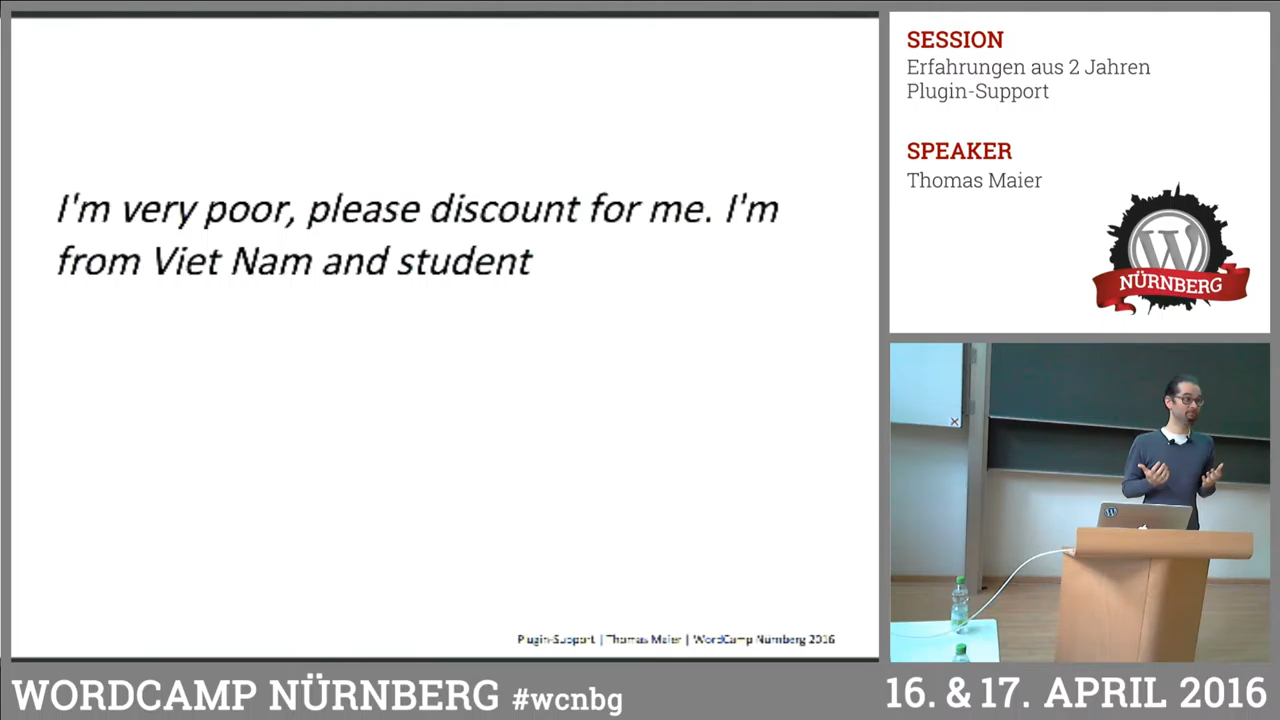 I'm very poor, please discount for me. I'm
from Viet Nam and student
Plugin-Support | Thomas Maier | WordCamp Nürnberg 2016
SESSION
Erfahrungen aus 2 Jahren
Plugin-Support
SPEAKER
Thomas Maier
W
NÜRNBERG
WORDCAMP NÜRNBERG #wcnbg
16. & 17. APRIL 2016